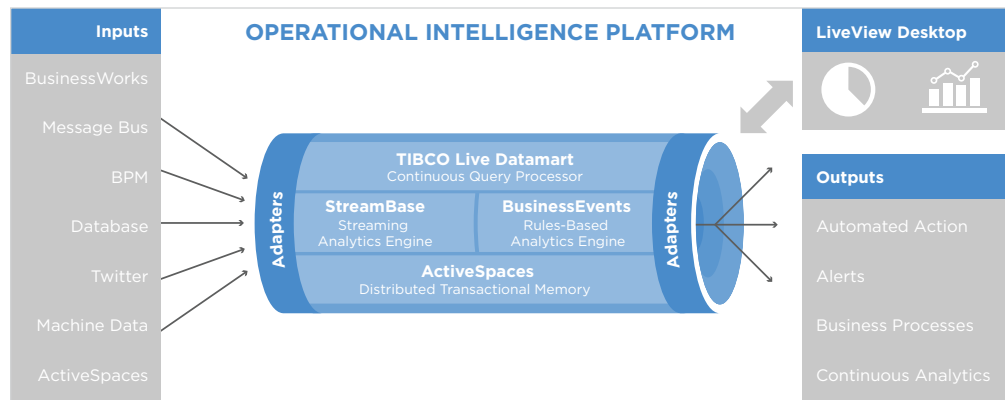 Inputs
BusinessWorks
Message Bus
BPM
Database
Twitter
Machine Data
ActiveSpaces
OPERATIONAL INTELLIGENCE PLATFORM
Adapters
TIBCO Live Datamart
Continuous Query Processor
StreamBase
Streaming
Analytics Engine
BusinessEvents
Rules-Based
Analytics Engine
ActiveSpaces
Distributed Transactional Memory
Adapters
LiveView Desktop
Outputs
Automated Action
Alerts
Business Processes
Continuous Analytics